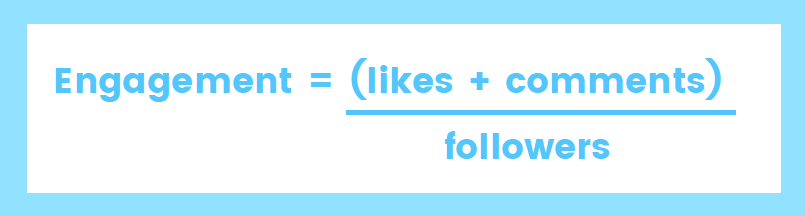 Engagement = (likes + comments)
followers